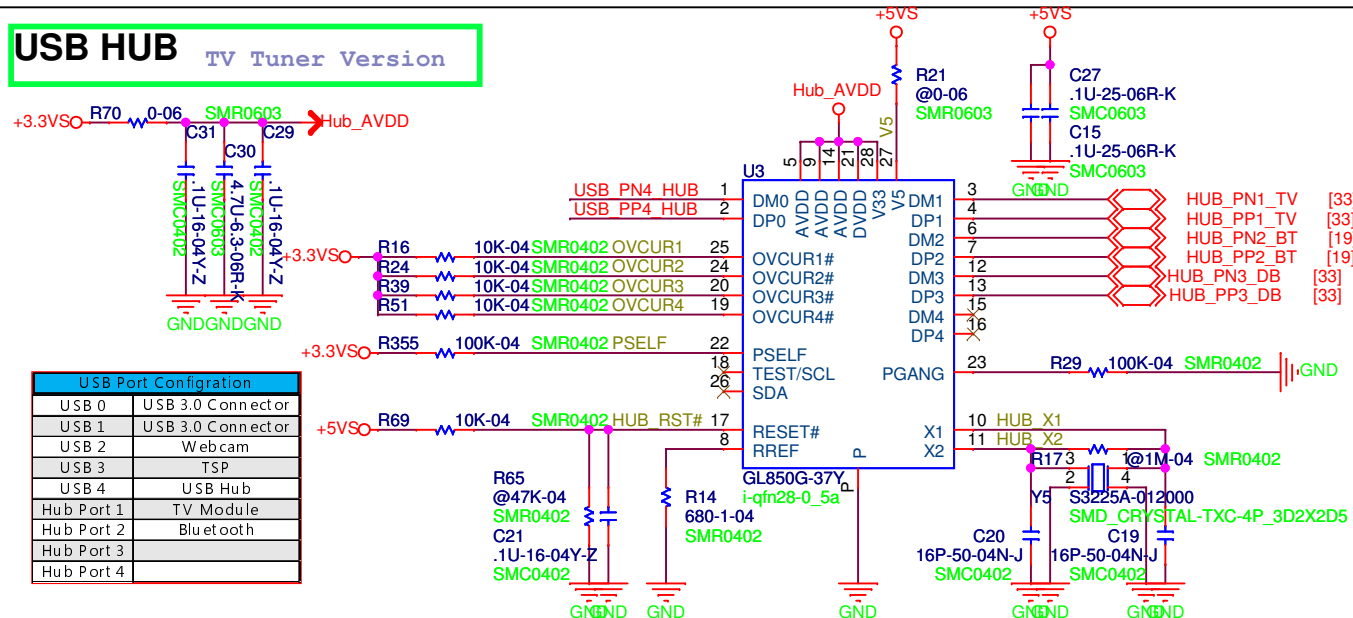 USB HUB TV Tuner Version
+3.3VS R70 0-06 SMR0603 Hub_AVDD
C31 C29
C30
.1U-16-04Y-Z
SMC0402
4.7U-6.3-06R-K
SMC0603
.1U-16-04Y-Z
SMC0402
GND GND GND
+5VS
R21
@0-06
SMR0603
V5
Hub_AVDD
+5VS
C27
.1U-25-06R-K
SMC0603
C15
.1U-25-06R-K
SMC0603
GND GND
U3
5 9 14 21 28 27
AVDD AVDD AVDD DVDD V33 V5
USB_PN4_HUB 1 DM0
USB_PP4_HUB 2 DP0
+3.3VS
R16 10K-04 SMR0402 OVCUR1 25 OVCUR1#
R24 10K-04 SMR0402 OVCUR2 24 OVCUR2#
R39 10K-04 SMR0402 OVCUR3 20 OVCUR3#
R51 10K-04 SMR0402 OVCUR4 19 OVCUR4#
+3.3VS R355 100K-04 SMR0402 PSELF 22 PSELF
18 TEST/SCL
26 SDA
+5VS R69 10K-04 SMR0402 HUB_RST# 17 RESET#
8 RREF
DM1 3 HUB_PN1_TV [33]
DP1 4 HUB_PP1_TV [33]
DM2 6 HUB_PN2_BT [19]
DP2 7 HUB_PP2_BT [19]
DM3 12 HUB_PN3_DB [33]
DP3 13 HUB_PP3_DB [33]
DM4 15
DP4 16
PGANG 23 R29 100K-04 SMR0402 GND
X1 10 HUB_X1
X2 11 HUB_X2
P
P
GL850G-37Y
i-qfn28-0_5a
GND
R65
@47K-04
SMR0402
C21
.1U-16-04Y-Z
SMC0402
GND GND
R14
680-1-04
SMR0402
GND
R17 @1M-04 SMR0402
3 1
2 4
Y5 S3225A-012000
SMD_CRYSTAL-TXC-4P_3D2X2D5
C20
16P-50-04N-J
SMC0402
C19
16P-50-04N-J
SMC0402
GND GND GND GND
USB Port Configration
USB 0 USB 3.0 Connector
USB 1 USB 3.0 Connector
USB 2 Webcam
USB 3 TSP
USB 4 USB Hub
Hub Port 1 TV Module
Hub Port 2 Bluetooth
Hub Port 3
Hub Port 4